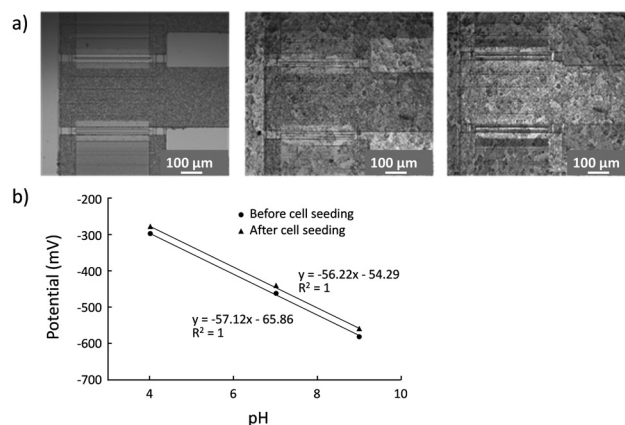 a)
100 μm
100 μm
100 μm
b)
-200
-300
-400
-500
-600
-700
Potential (mV)
Before cell seeding
After cell seeding
y = -56.22x - 54.29
R² = 1
y = -57.12x - 65.86
R² = 1
4
6
8
10
pH